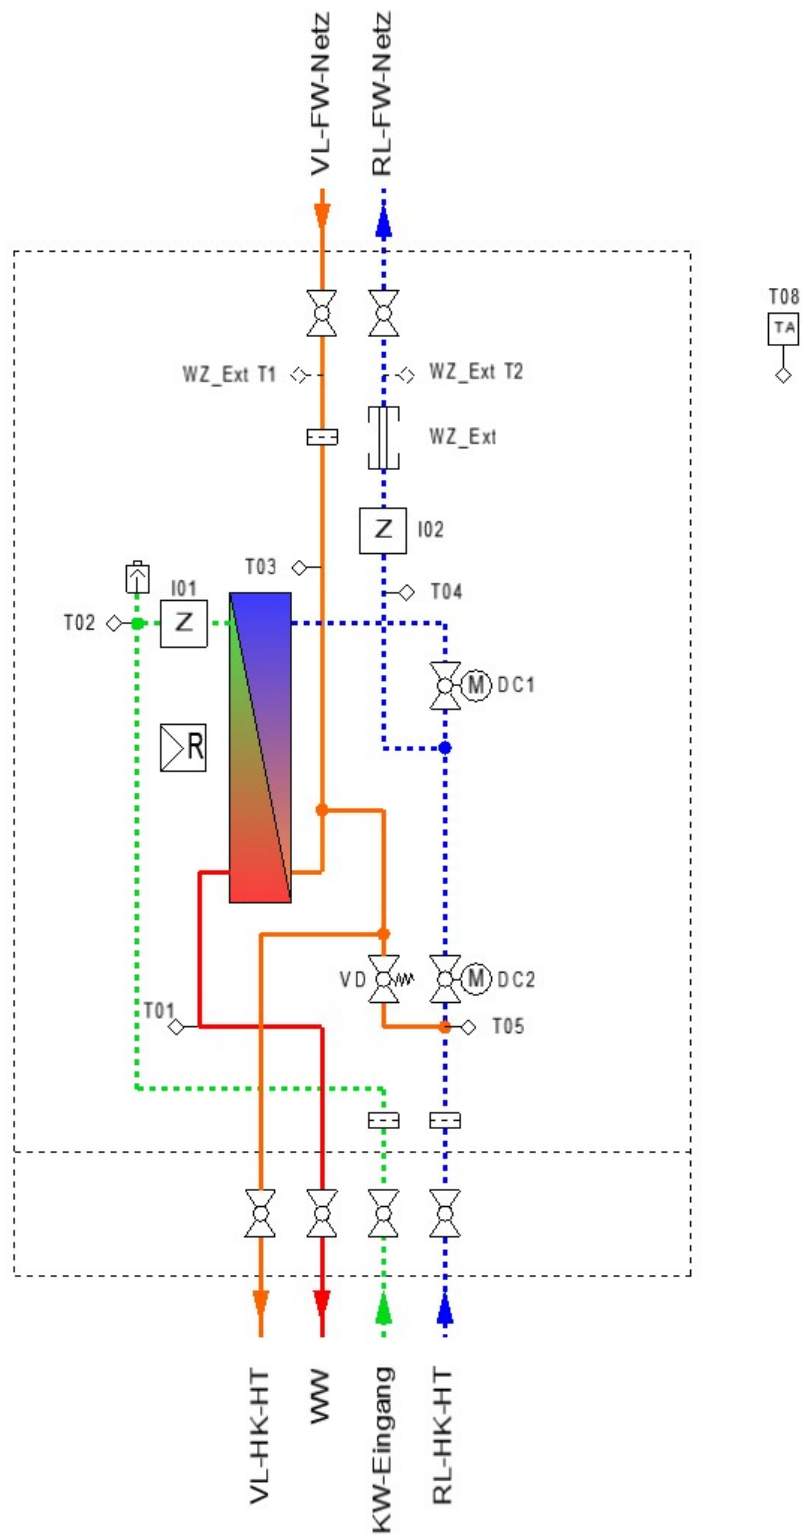 VL-FW-Netz
RL-FW-Netz
T08
TA
WZ_Ext T1
WZ_Ext T2
WZ_Ext
Z
I02
T03
T04
I01
T02
Z
M
DC1
R
VD
M
DC2
T01
T05
VL-HK-HT
WW
KW-Eingang
RL-HK-HT